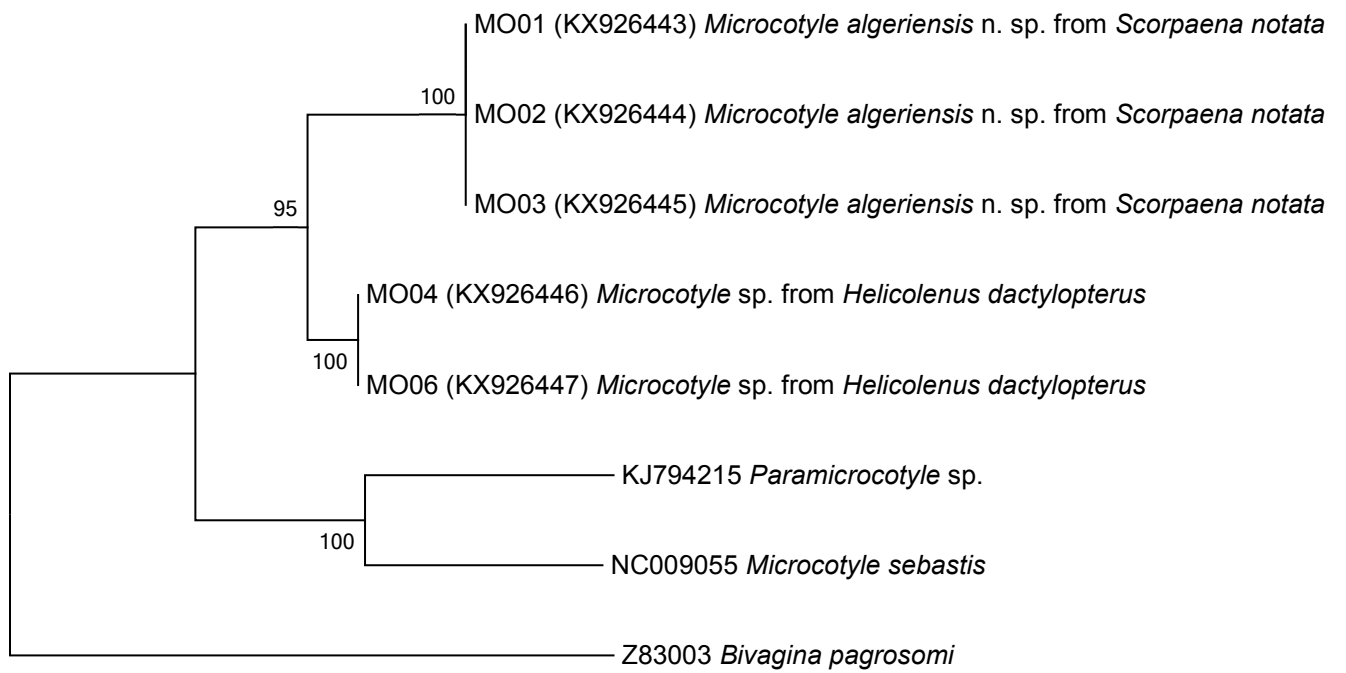 MO01 (KX926443) Microcotyle algeriensis n. sp. from Scorpaena notata
100
MO02 (KX926444) Microcotyle algeriensis n. sp. from Scorpaena notata
MO03 (KX926445) Microcotyle algeriensis n. sp. from Scorpaena notata
95
MO04 (KX926446) Microcotyle sp. from Helicolenus dactylopterus
100
MO06 (KX926447) Microcotyle sp. from Helicolenus dactylopterus
KJ794215 Paramicrocotyle sp.
100
NC009055 Microcotyle sebastis
Z83003 Bivagina pagrosomi